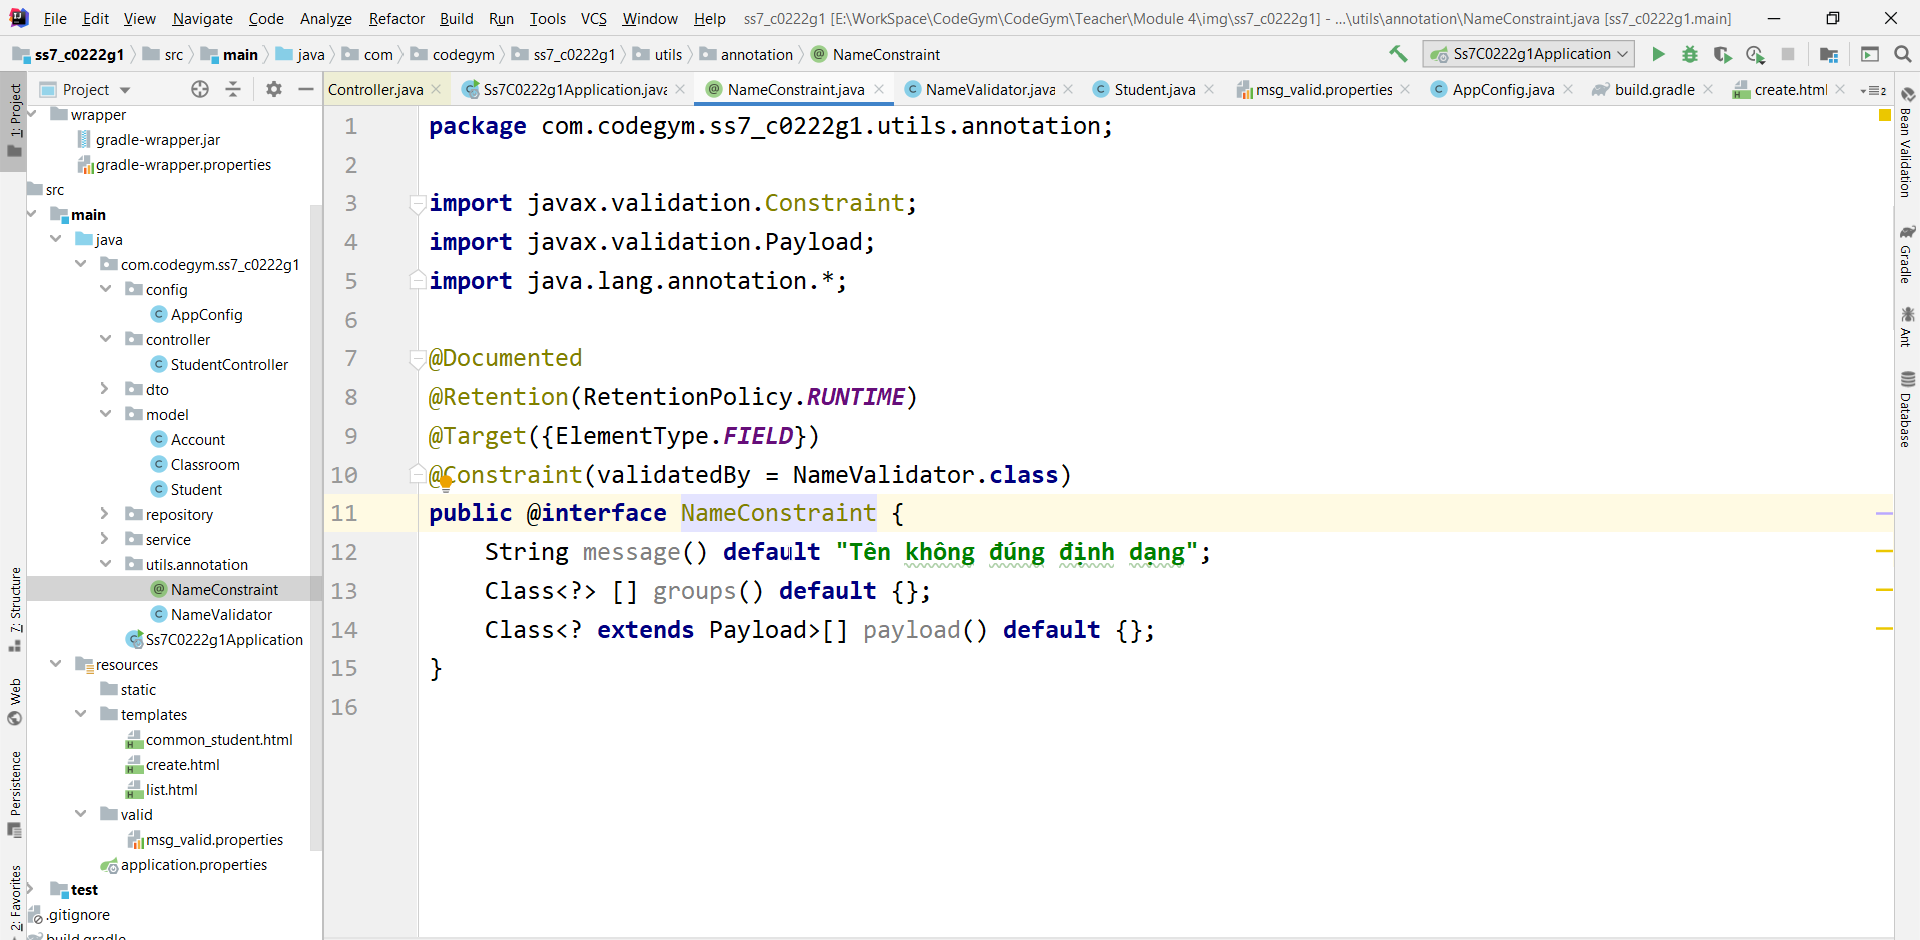 File Edit View Navigate Code Analyze Refactor Build Run Tools VCS Window Help ss7_c0222g1 [E:\WorkSpace\CodeGym\CodeGym\Teacher\Module 4\img\ss7_c0222g1] - ...\utils\annotation\NameConstraint.java [ss7_c0222g1.main]
ss7_c0222g1 src main java com codegym ss7_c0222g1 utils annotation NameConstraint Ss7C0222g1Application
Project Controller.java Ss7C0222g1Application.java NameConstraint.java NameValidator.java Student.java msg_valid.properties AppConfig.java build.gradle create.html 2
1: Project
7: Structure
Web
Persistence
2: Favorites
wrapper
gradle-wrapper.jar
gradle-wrapper.properties
src
main
java
com.codegym.ss7_c0222g1
config
AppConfig
controller
StudentController
dto
model
Account
Classroom
Student
repository
service
utils.annotation
NameConstraint
NameValidator
Ss7C0222g1Application
resources
static
templates
common_student.html
create.html
list.html
valid
msg_valid.properties
application.properties
test
.gitignore
build.gradle
1 package com.codegym.ss7_c0222g1.utils.annotation;
2
3 import javax.validation.Constraint;
4 import javax.validation.Payload;
5 import java.lang.annotation.*;
6
7 @Documented
8 @Retention(RetentionPolicy.RUNTIME)
9 @Target({ElementType.FIELD})
10 @Constraint(validatedBy = NameValidator.class)
11 public @interface NameConstraint {
12 String message() default "Tên không đúng định dạng";
13 Class<?> [] groups() default {};
14 Class<? extends Payload>[] payload() default {};
15 }
16
Bean Validation
Gradle
Ant
Database